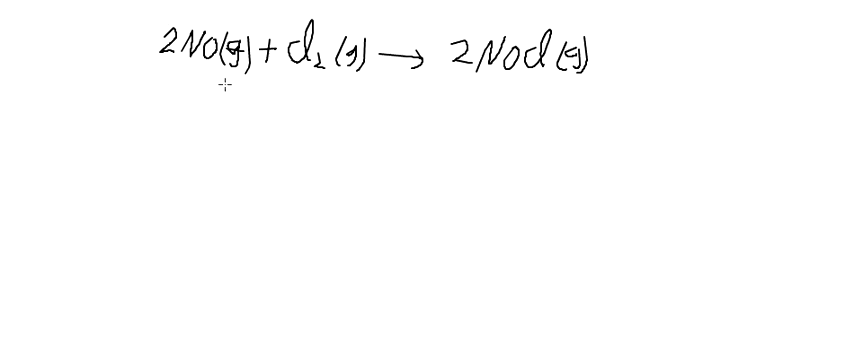 2NO(g) + Cl₂ (g) → 2NOCl (g)